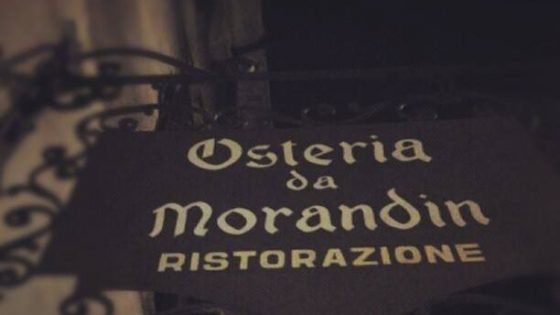 Osteria
da
Morandin
RISTORAZIONE